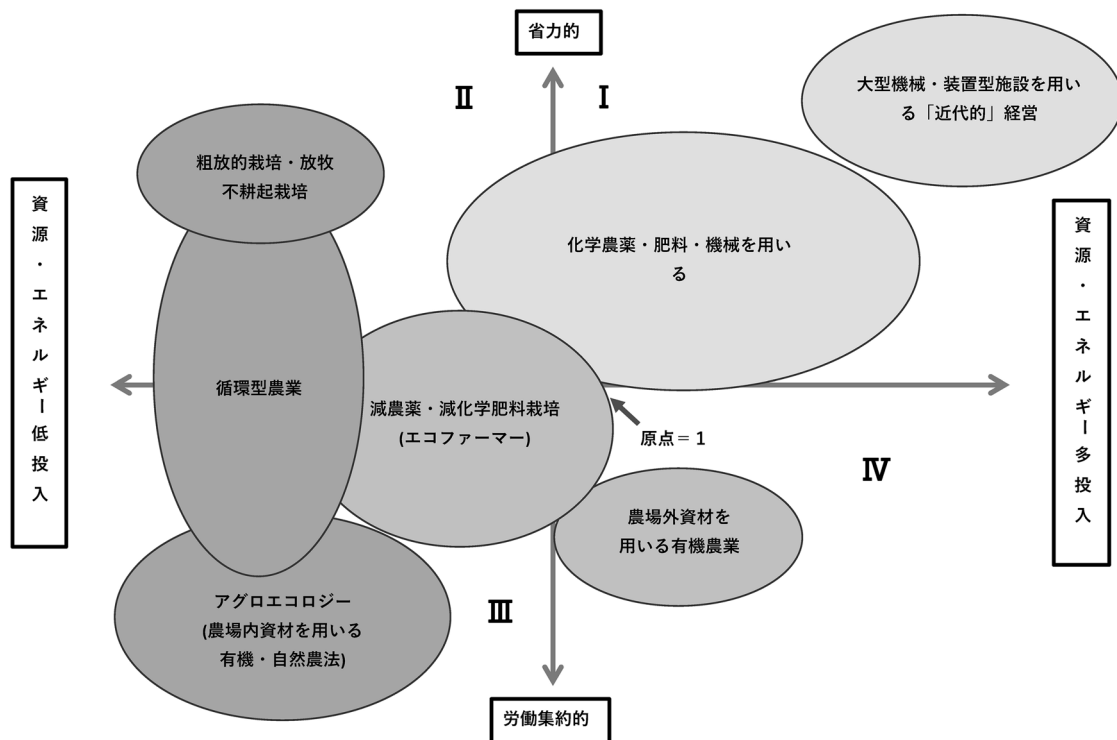 省力的
Ⅱ
Ⅰ
大型機械・装置型施設を用い
る「近代的」経営
粗放的栽培・放牧
不耕起栽培
資源・エネルギー低投入
資源・エネルギー多投入
化学農薬・肥料・機械を用い
る
循環型農業
減農薬・減化学肥料栽培
(エコファーマー)
原点＝1
Ⅳ
農場外資材を
用いる有機農業
アグロエコロジー
(農場内資材を用いる
有機・自然農法)
Ⅲ
労働集約的